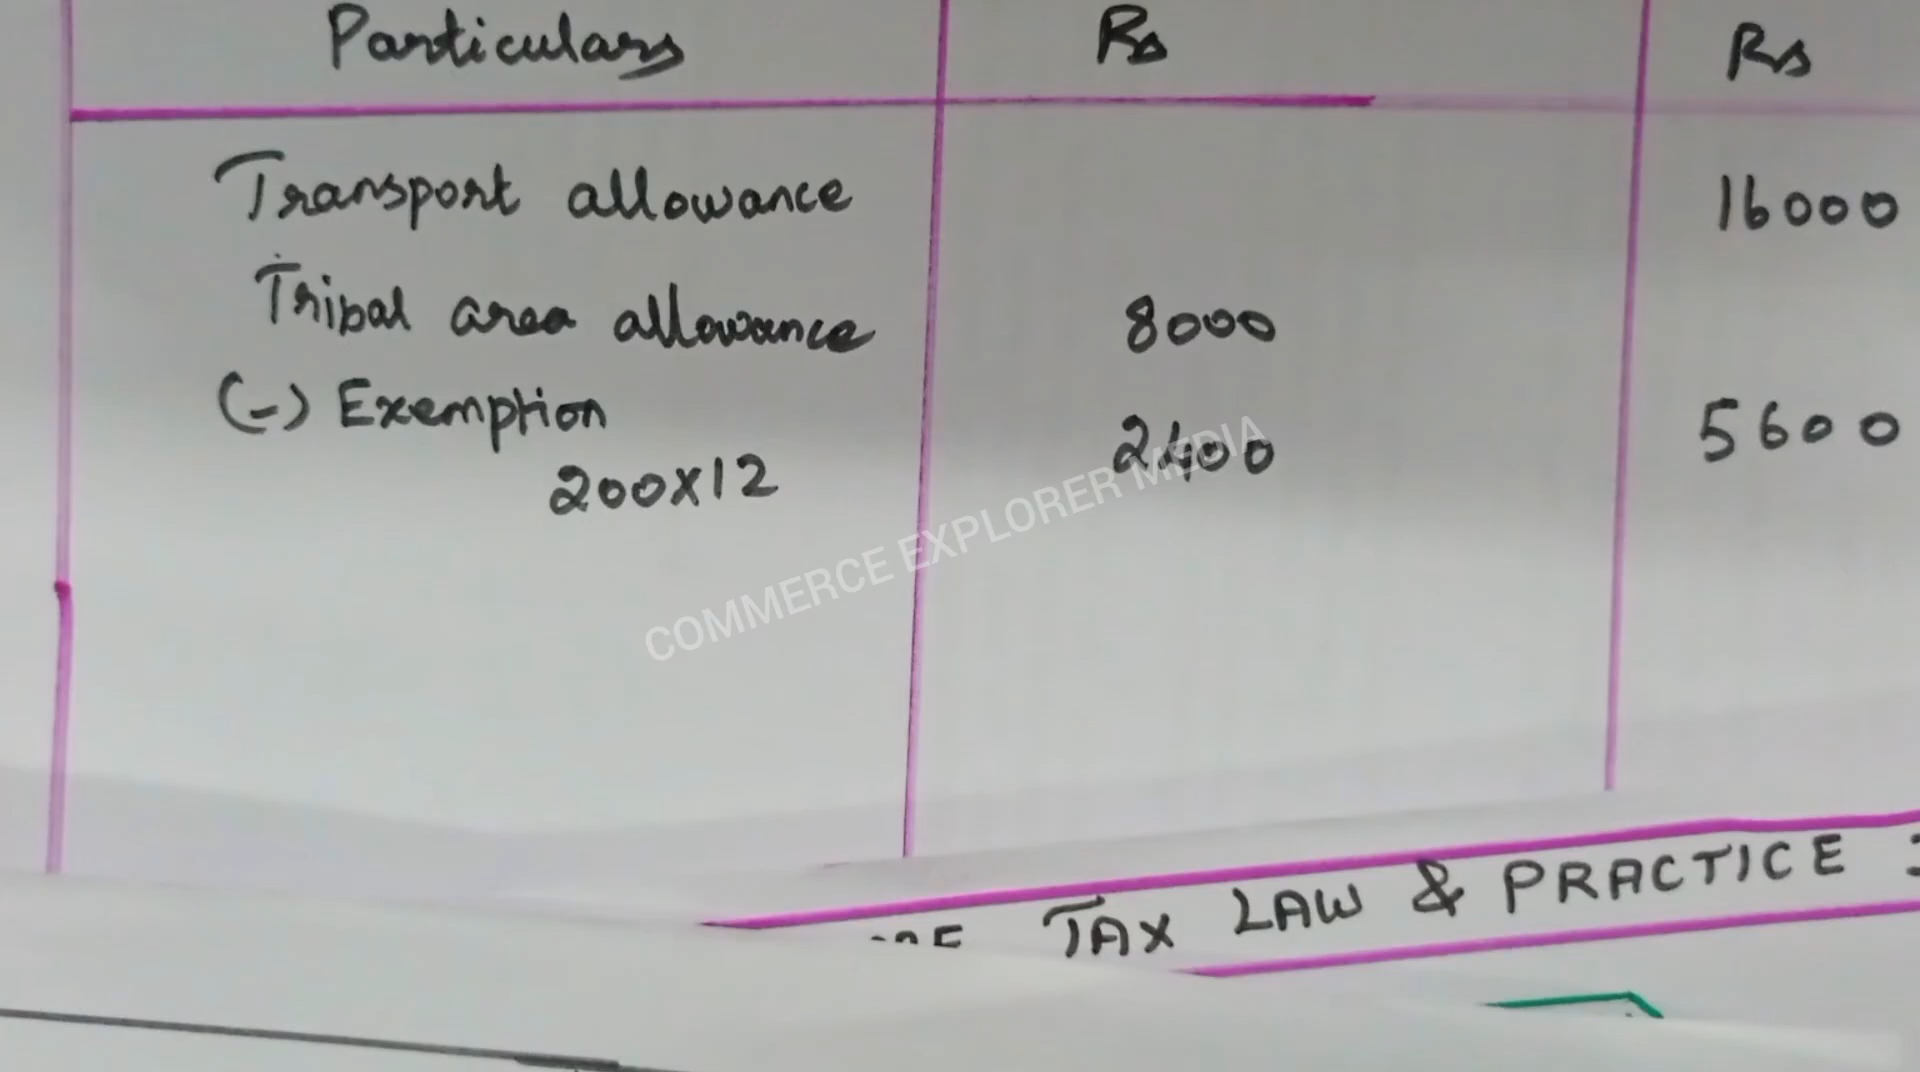 Particulars Rs Rs
Transport allowance 16000
Tribal area allowance 8000
(-) Exemption 2400 5600
200x12
COMMERCE EXPLORER MEDIA
TAX LAW & PRACTICE